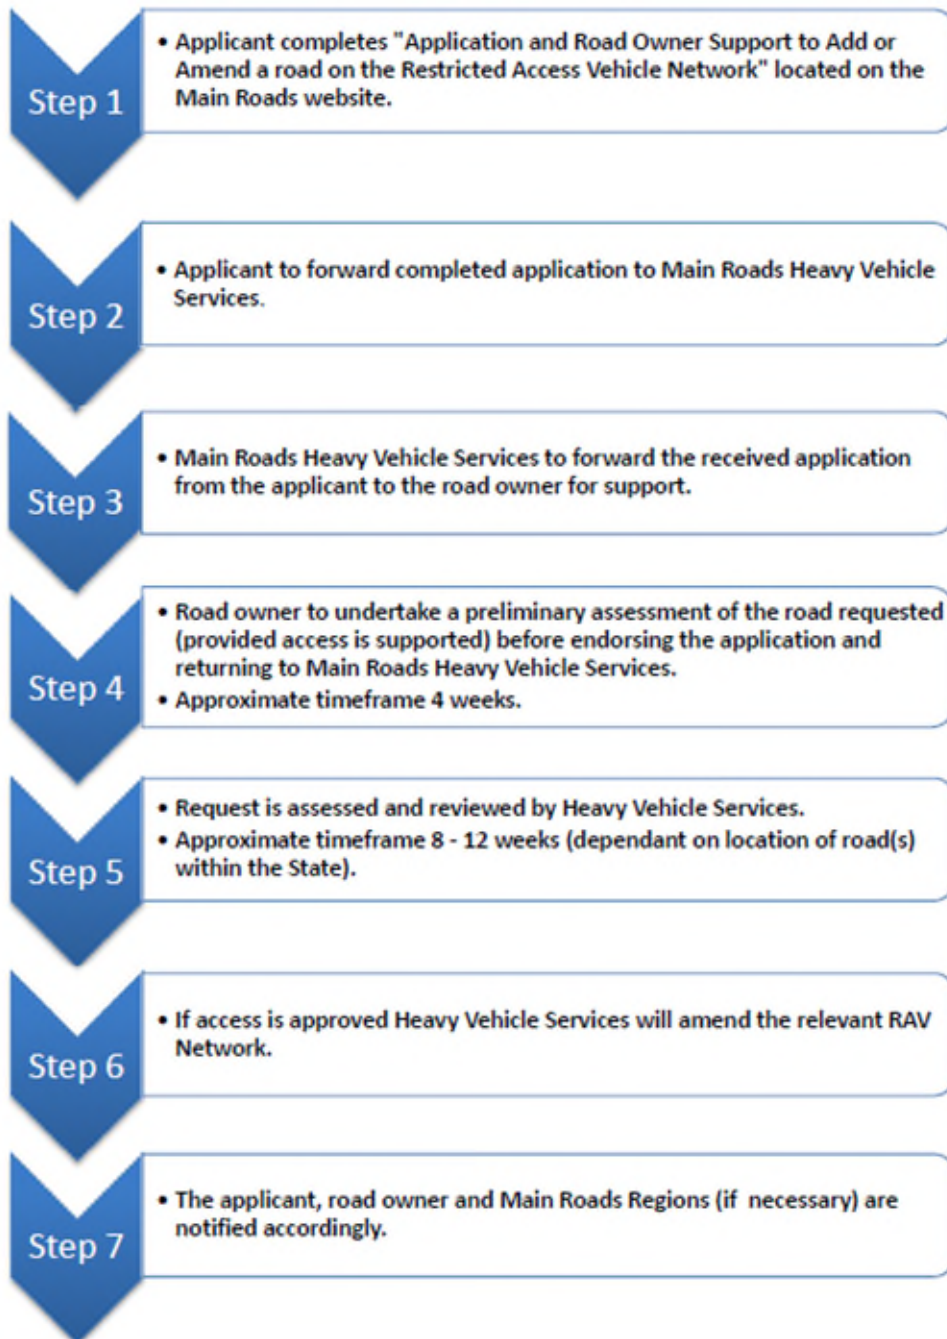 Step 1
• Applicant completes "Application and Road Owner Support to Add or
Amend a road on the Restricted Access Vehicle Network" located on the
Main Roads website.
Step 2
• Applicant to forward completed application to Main Roads Heavy Vehicle
Services.
Step 3
• Main Roads Heavy Vehicle Services to forward the received application
from the applicant to the road owner for support.
Step 4
• Road owner to undertake a preliminary assessment of the road requested
(provided access is supported) before endorsing the application and
returning to Main Roads Heavy Vehicle Services.
• Approximate timeframe 4 weeks.
Step 5
• Request is assessed and reviewed by Heavy Vehicle Services.
• Approximate timeframe 8 - 12 weeks (dependant on location of road(s)
within the State).
Step 6
• If access is approved Heavy Vehicle Services will amend the relevant RAV
Network.
Step 7
• The applicant, road owner and Main Roads Regions (if necessary) are
notified accordingly.